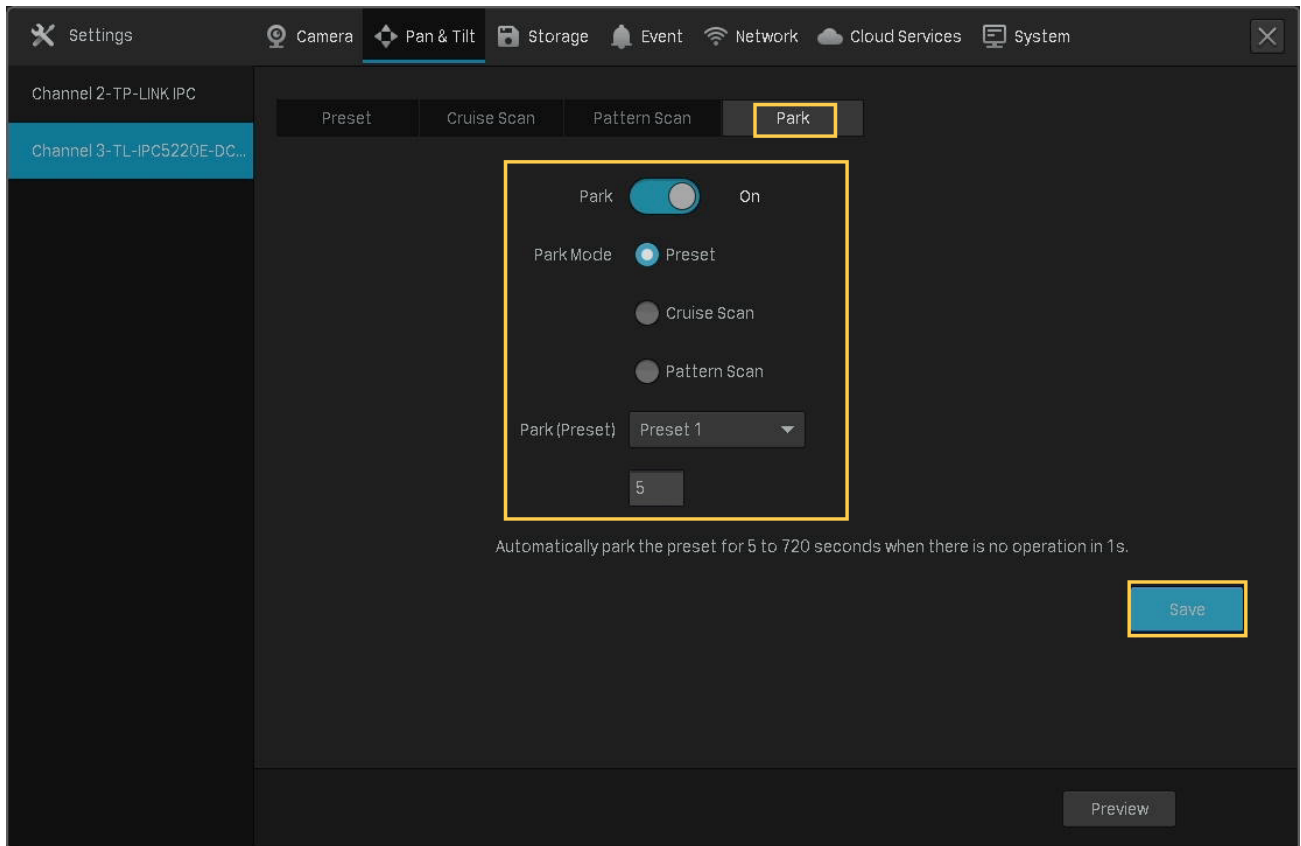 Settings
Camera Pan & Tilt Storage Event Network Cloud Services System
Channel 2-TP-LINK IPC
Channel 3-TL-IPC5220E-DC...
Preset Cruise Scan Pattern Scan Park
Park On
Park Mode Preset
Cruise Scan
Pattern Scan
Park (Preset) Preset 1
5
Automatically park the preset for 5 to 720 seconds when there is no operation in 1s.
Save
Preview